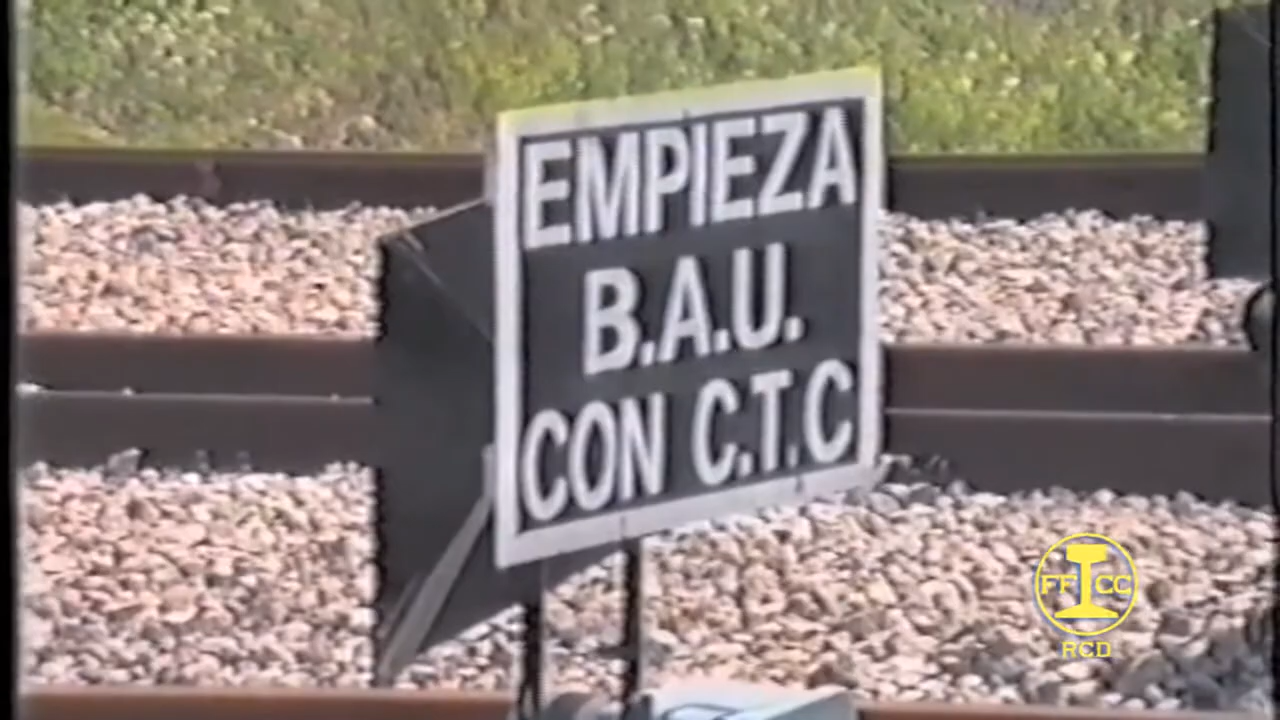 EMPIEZA
B.A.U.
CON C.T.C
FF CC
RCD